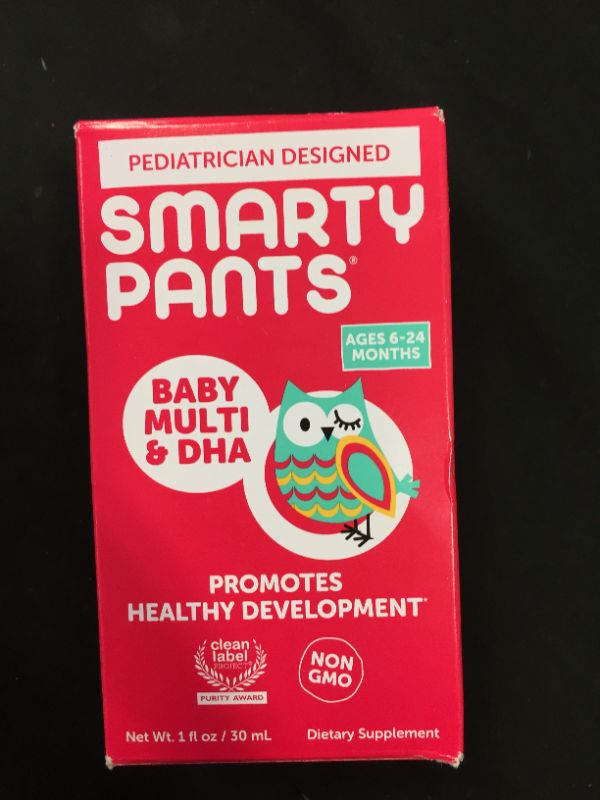 PEDIATRICIAN DESIGNED
SMARTY
PANTS®
AGES 6-24
MONTHS
BABY
MULTI
& DHA
PROMOTES
HEALTHY DEVELOPMENT*
clean
label
PROJECT®
PURITY AWARD
NON
GMO
Net Wt. 1 fl oz / 30 mL
Dietary Supplement